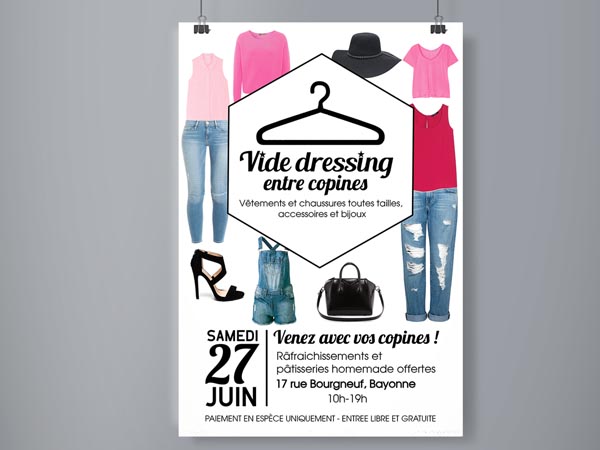 Vide dressing
entre copines
Vêtements et chaussures toutes tailles,
accessoires et bijoux
SAMEDI
27
JUIN
Venez avec vos copines !
Râfraichissements et
pâtisseries homemade offertes
17 rue Bourgneuf, Bayonne
10h-19h
PAIEMENT EN ESPÈCE UNIQUEMENT - ENTREE LIBRE ET GRATUITE